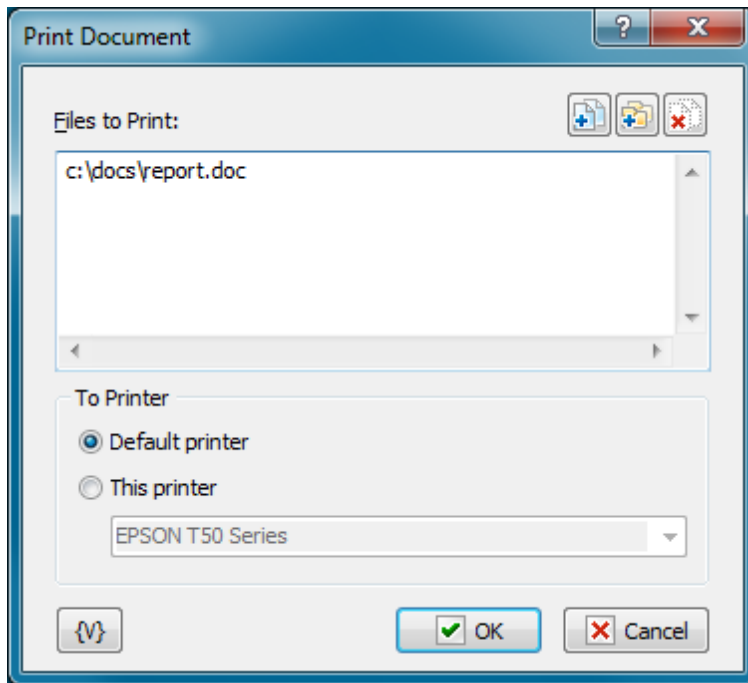 Print Document
?
Files to Print:
c:\docs\report.doc
To Printer
Default printer
This printer
EPSON T50 Series
{V}
OK
Cancel